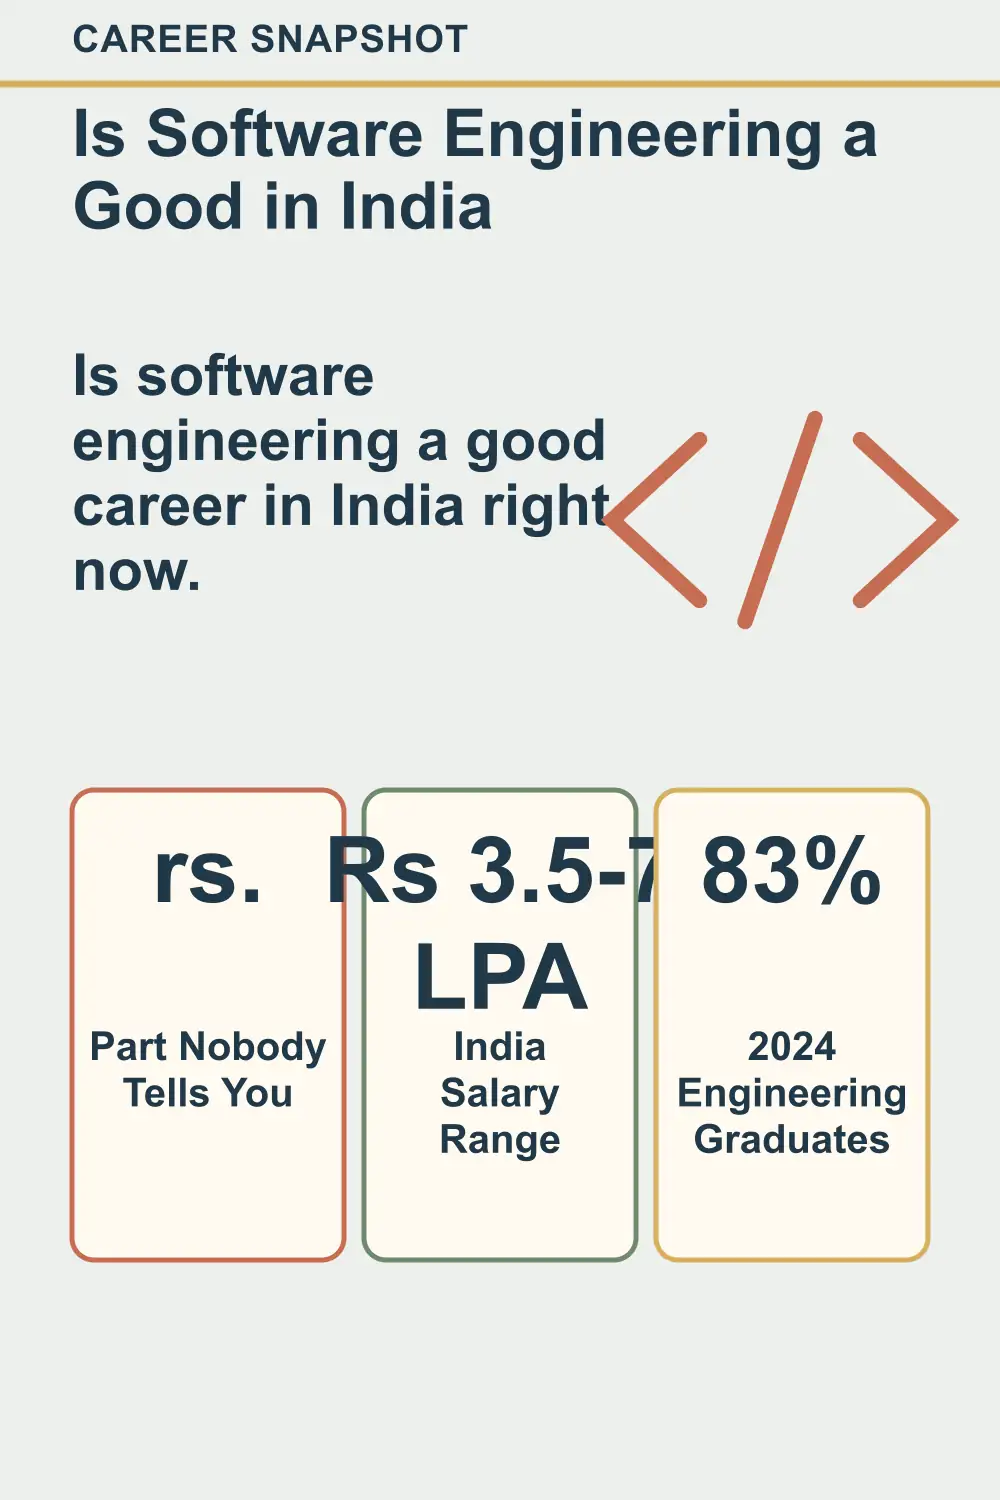 CAREER SNAPSHOT
Is Software Engineering a
Good in India
Is software
engineering a good
career in India right
now.
</>
rs.
Part Nobody
Tells You
Rs 3.5-7
LPA
India
Salary
Range
83%
2024
Engineering
Graduates